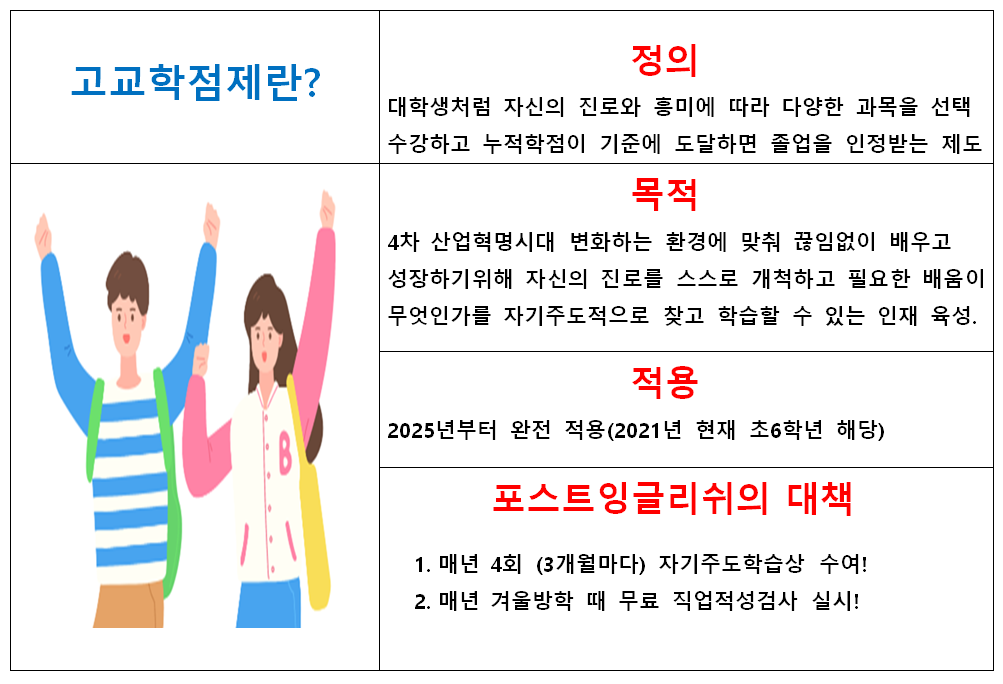 고교학점제란?
정의
대학생처럼 자신의 진로와 흥미에 따라 다양한 과목을 선택
수강하고 누적학점이 기준에 도달하면 졸업을 인정받는 제도
목적
4차 산업혁명시대 변화하는 환경에 맞춰 끊임없이 배우고
성장하기위해 자신의 진로를 스스로 개척하고 필요한 배움이
무엇인가를 자기주도적으로 찾고 학습할 수 있는 인재 육성.
적용
2025년부터 완전 적용(2021년 현재 초6학년 해당)
포스트잉글리쉬의 대책
1. 매년 4회 (3개월마다) 자기주도학습상 수여!
2. 매년 겨울방학 때 무료 직업적성검사 실시!
B